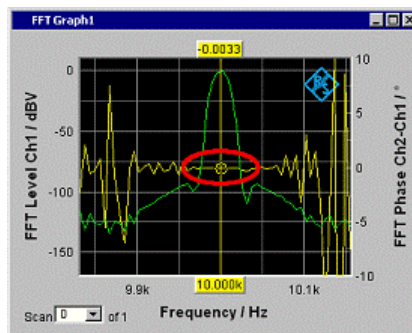 FFT Graph1
-0.0033
FFT Level Ch1 / dBV
0
-50
-100
-150
10
5
0
-5
-10
FFT Phase Ch2-Ch1 / °
9.9k
10.000k
10.1k
Scan 0 of 1
Frequency / Hz